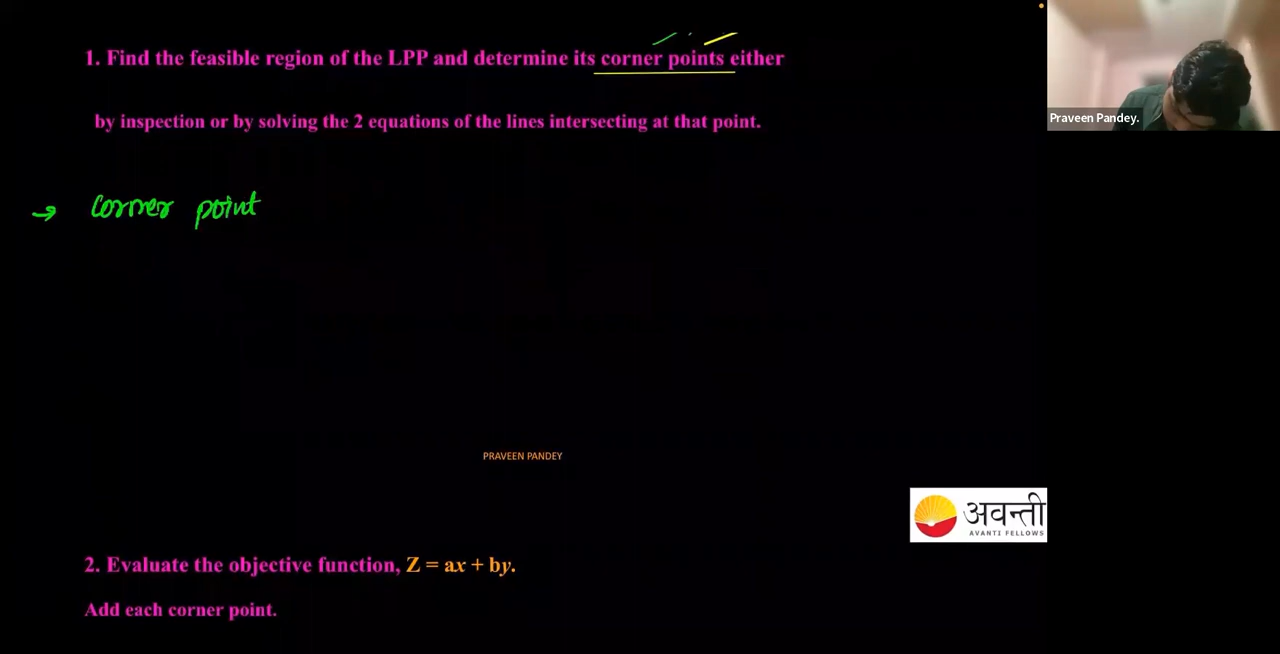 1. Find the feasible region of the LPP and determine its corner points either
Praveen Pandey.
by inspection or by solving the 2 equations of the lines intersecting at that point.
→ corner point
PRAVEEN PANDEY
अवन्ती
AVANTI FELLOWS
2. Evaluate the objective function, Z = ax + by.
Add each corner point.